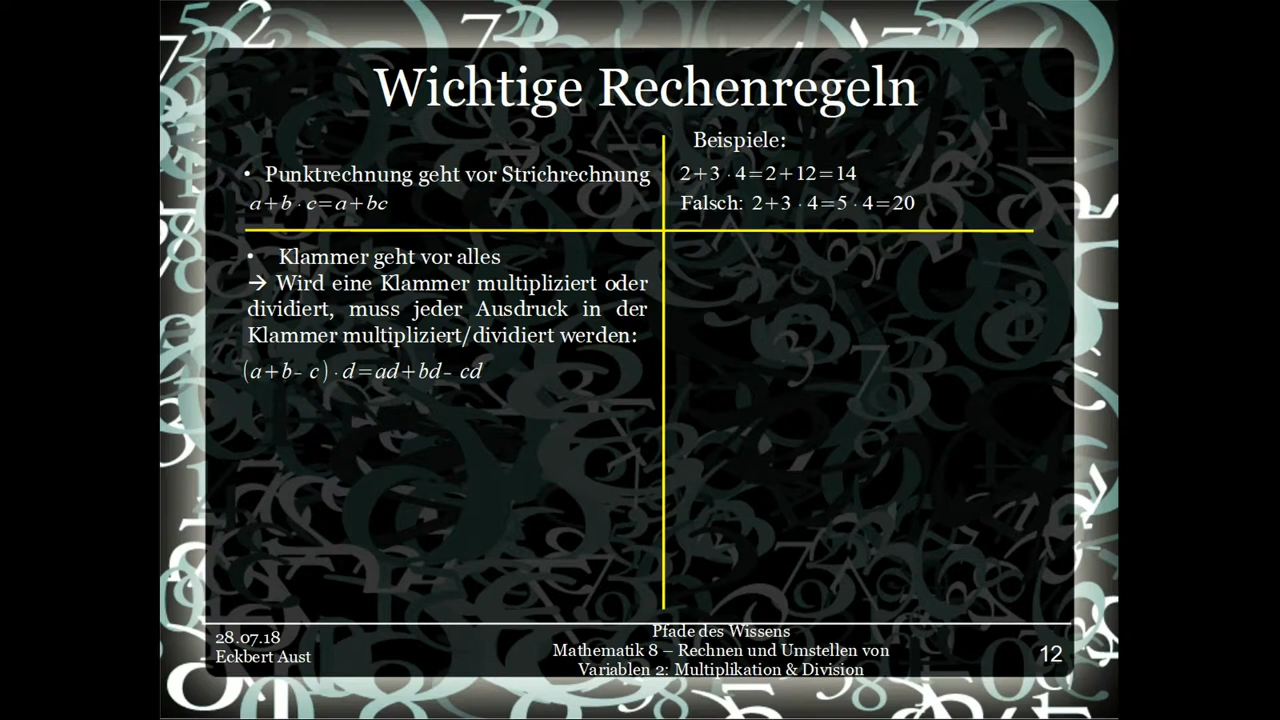 Wichtige Rechenregeln
• Punktrechnung geht vor Strichrechnung
a+b · c=a+bc
Beispiele:
2+3 · 4=2+12=14
Falsch: 2+3 · 4=5 · 4=20
• Klammer geht vor alles
→ Wird eine Klammer multipliziert oder
dividiert, muss jeder Ausdruck in der
Klammer multipliziert/dividiert werden:
(a+b– c) · d=ad+bd– cd
28.07.18
Eckbert Aust
Pfade des Wissens
Mathematik 8 – Rechnen und Umstellen von
Variablen 2: Multiplikation & Division
12